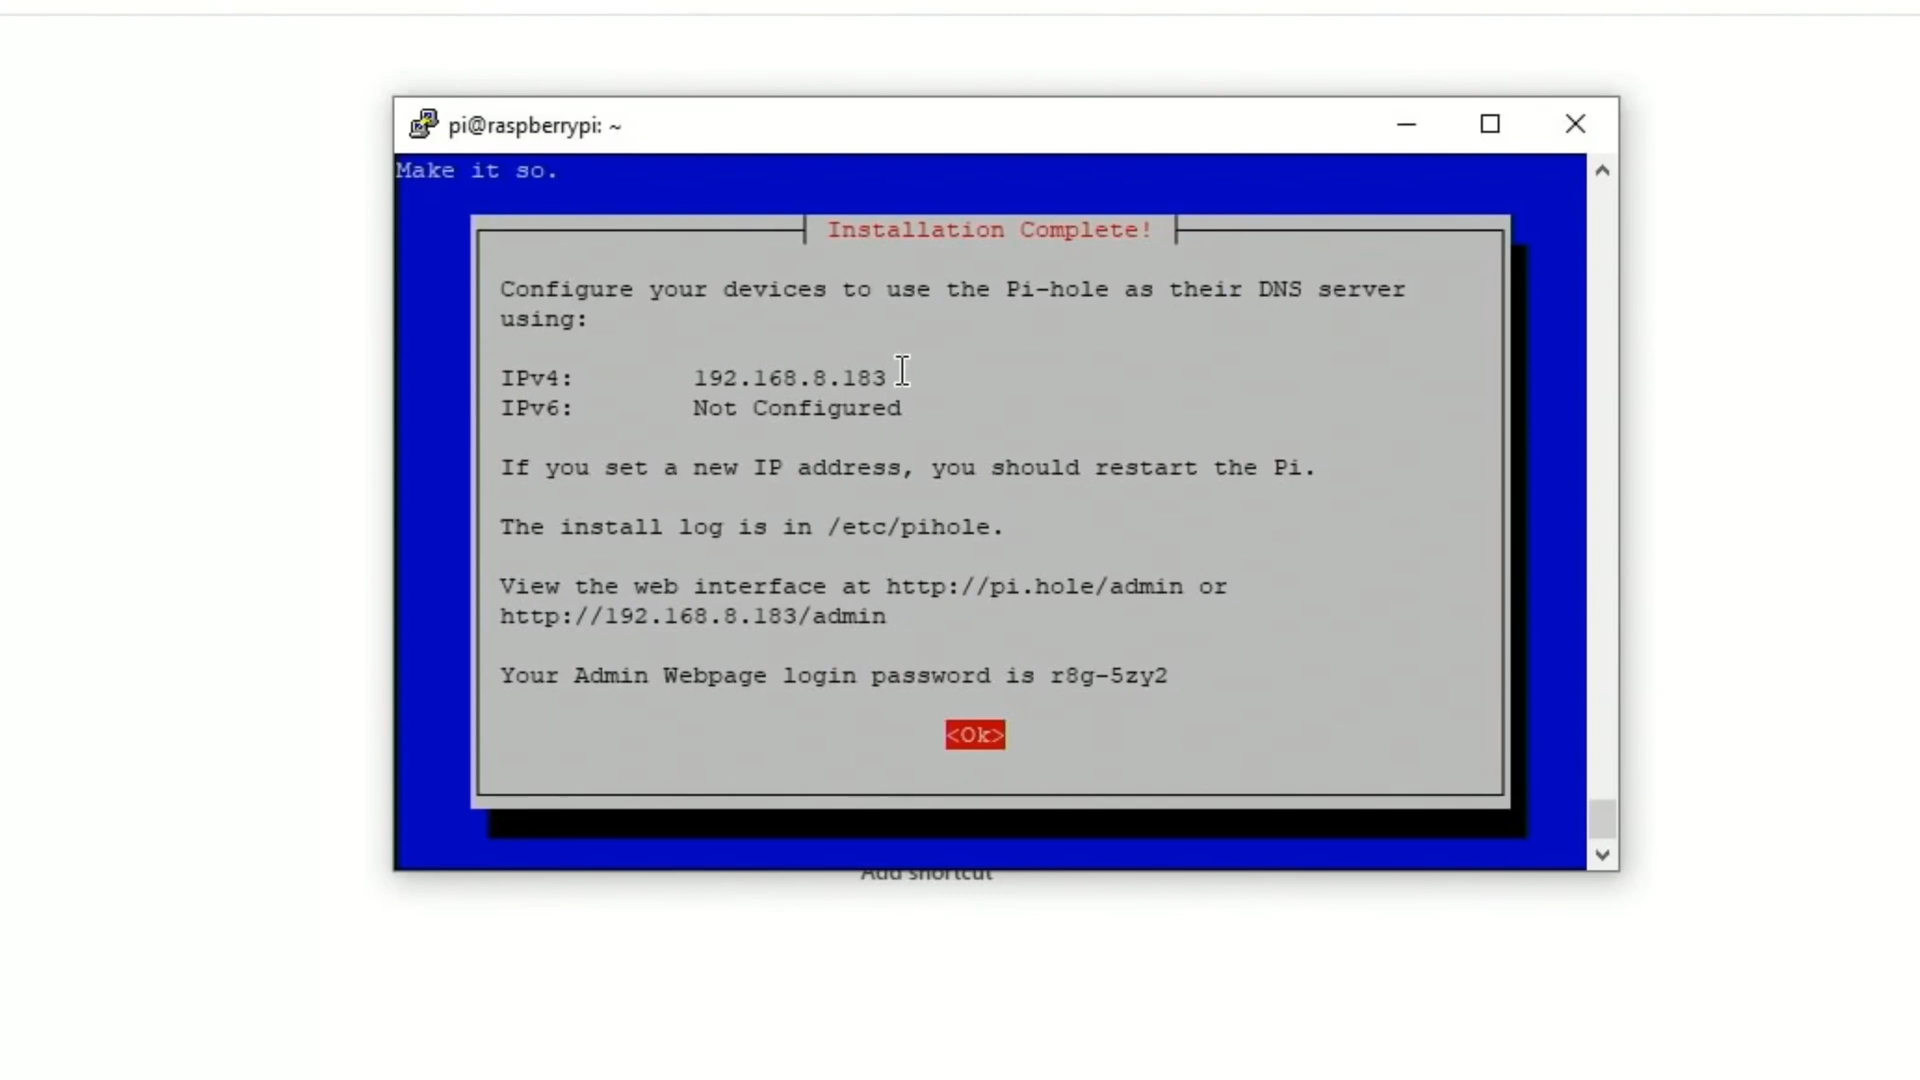 pi@raspberrypi: ~
Make it so.
Installation Complete!
Configure your devices to use the Pi-hole as their DNS server
using:
IPv4: 192.168.8.183
IPv6: Not Configured
If you set a new IP address, you should restart the Pi.
The install log is in /etc/pihole.
View the web interface at http://pi.hole/admin or
http://192.168.8.183/admin
Your Admin Webpage login password is r8g-5zy2
<Ok>
Add shortcut